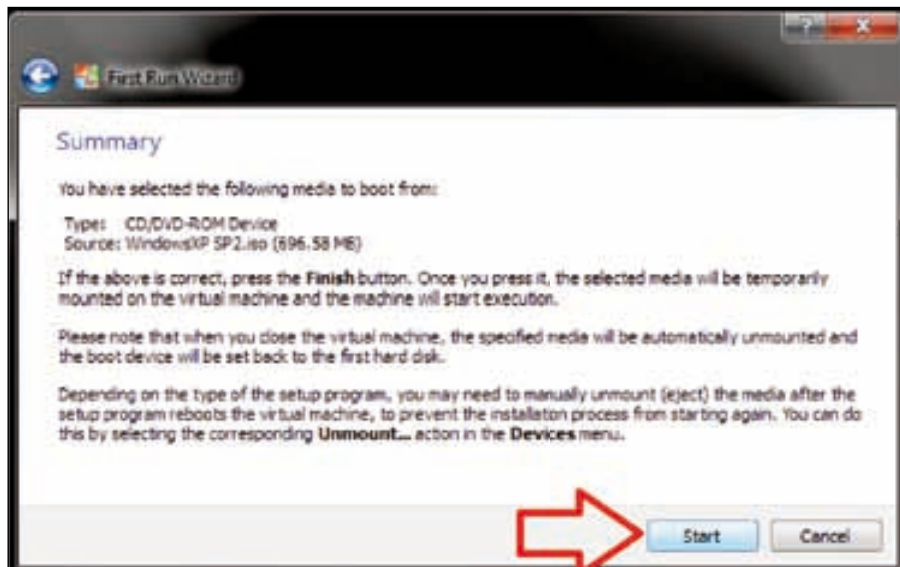 First Run Wizard
Summary
You have selected the following media to boot from:
Type: CD/DVD-ROM Device
Source: WindowsXP SP2.iso (696.58 MB)
If the above is correct, press the Finish button. Once you press it, the selected media will be temporarily
mounted on the virtual machine and the machine will start execution.
Please note that when you close the virtual machine, the specified media will be automatically unmounted and
the boot device will be set back to the first hard disk.
Depending on the type of the setup program, you may need to manually unmount (eject) the media after the
setup program reboots the virtual machine, to prevent the installation process from starting again. You can do
this by selecting the corresponding Unmount... action in the Devices menu.
Start
Cancel